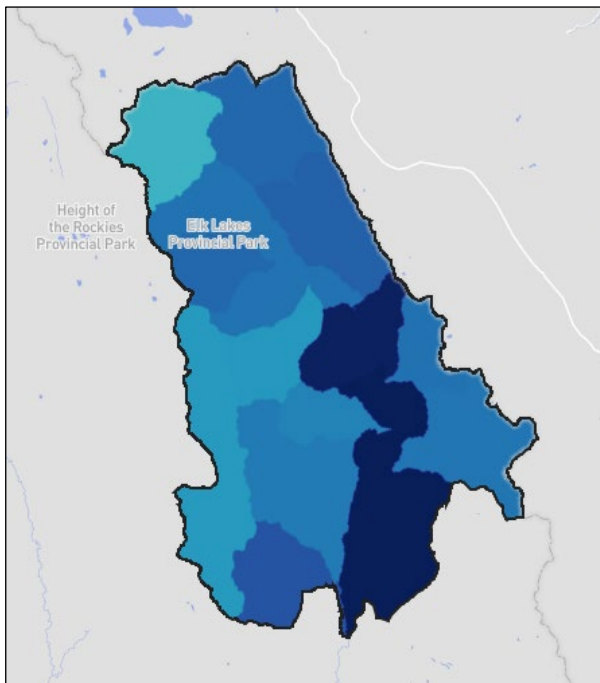 Height of
the Rockies
Provincial Park
Elk Lakes
Provincial Park